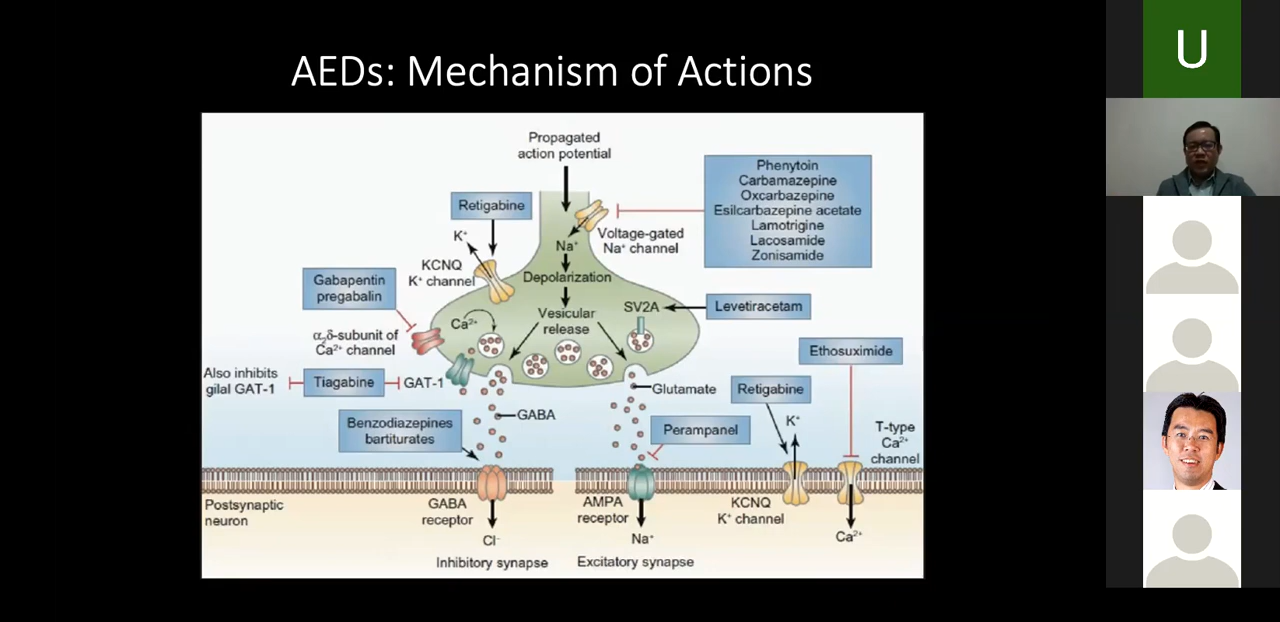 AEDs: Mechanism of Actions
U
Propagated
action potential
Phenytoin
Carbamazepine
Oxcarbazepine
Esilcarbazepine acetate
Lamotrigine
Lacosamide
Zonisamide
Retigabine
K⁺
Voltage-gated
Na⁺ channel
Na⁺
KCNQ
K⁺ channel
Depolarization
Gabapentin
pregabalin
Vesicular
release
SV2A
Levetiracetam
Ca²⁺
α₂δ-subunit of
Ca²⁺ channel
Ethosuximide
Also inhibits
gilal GAT-1
Tiagabine
GAT-1
Glutamate
Retigabine
GABA
K⁺
Benzodiazepines
bartiturates
Perampanel
T-type
Ca²⁺
channel
Postsynaptic
neuron
GABA
receptor
AMPA
receptor
KCNQ
K⁺ channel
Cl⁻
Na⁺
Ca²⁺
Inhibitory synapse
Excitatory synapse